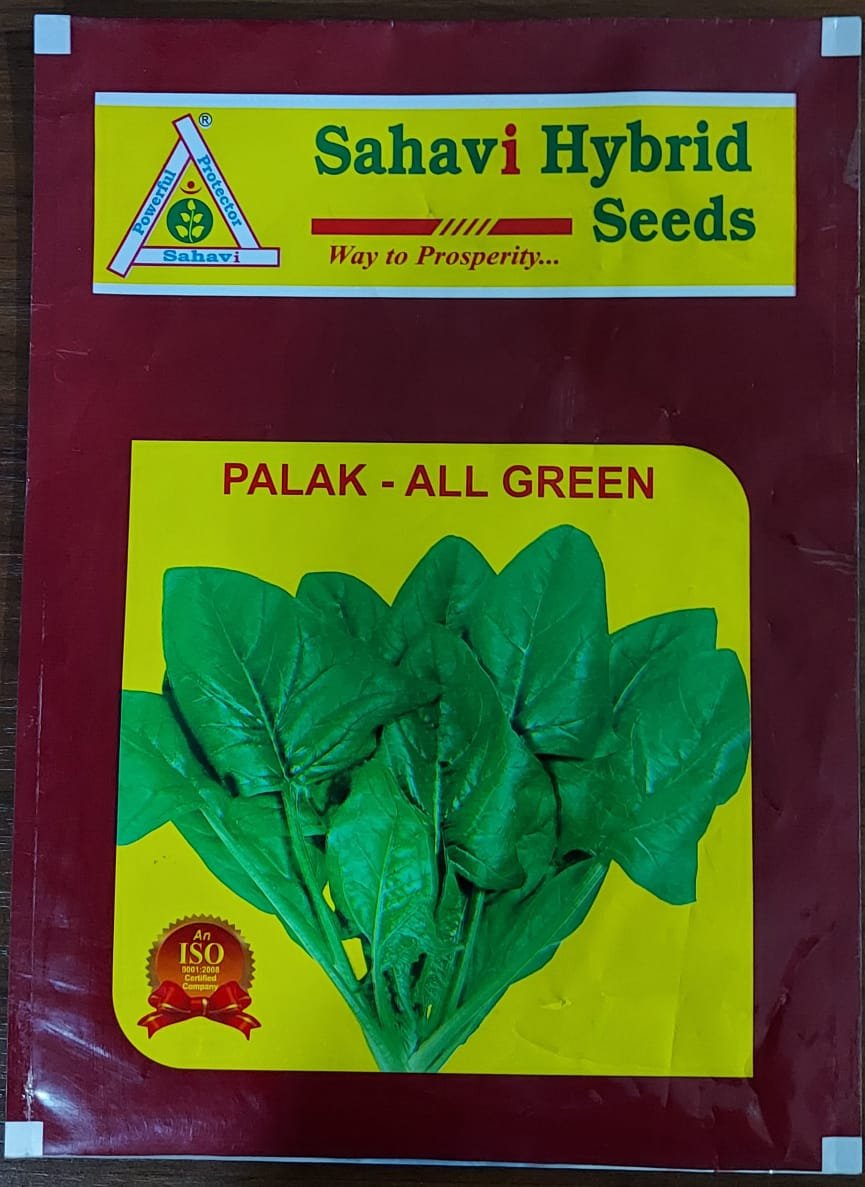 ®
Powerful
Protector
Sahavi
Sahavi Hybrid
Seeds
Way to Prosperity...
PALAK - ALL GREEN
An
ISO
9001:2008
Certified
Company